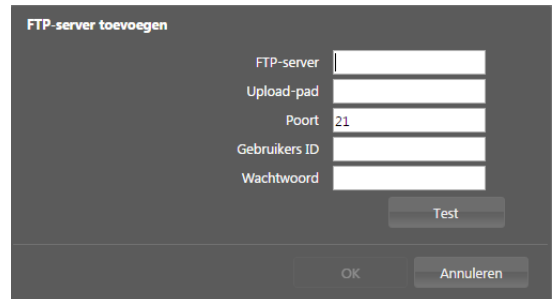 FTP-server toevoegen
FTP-server
Upload-pad
Poort 21
Gebruikers ID
Wachtwoord
Test
OK Annuleren